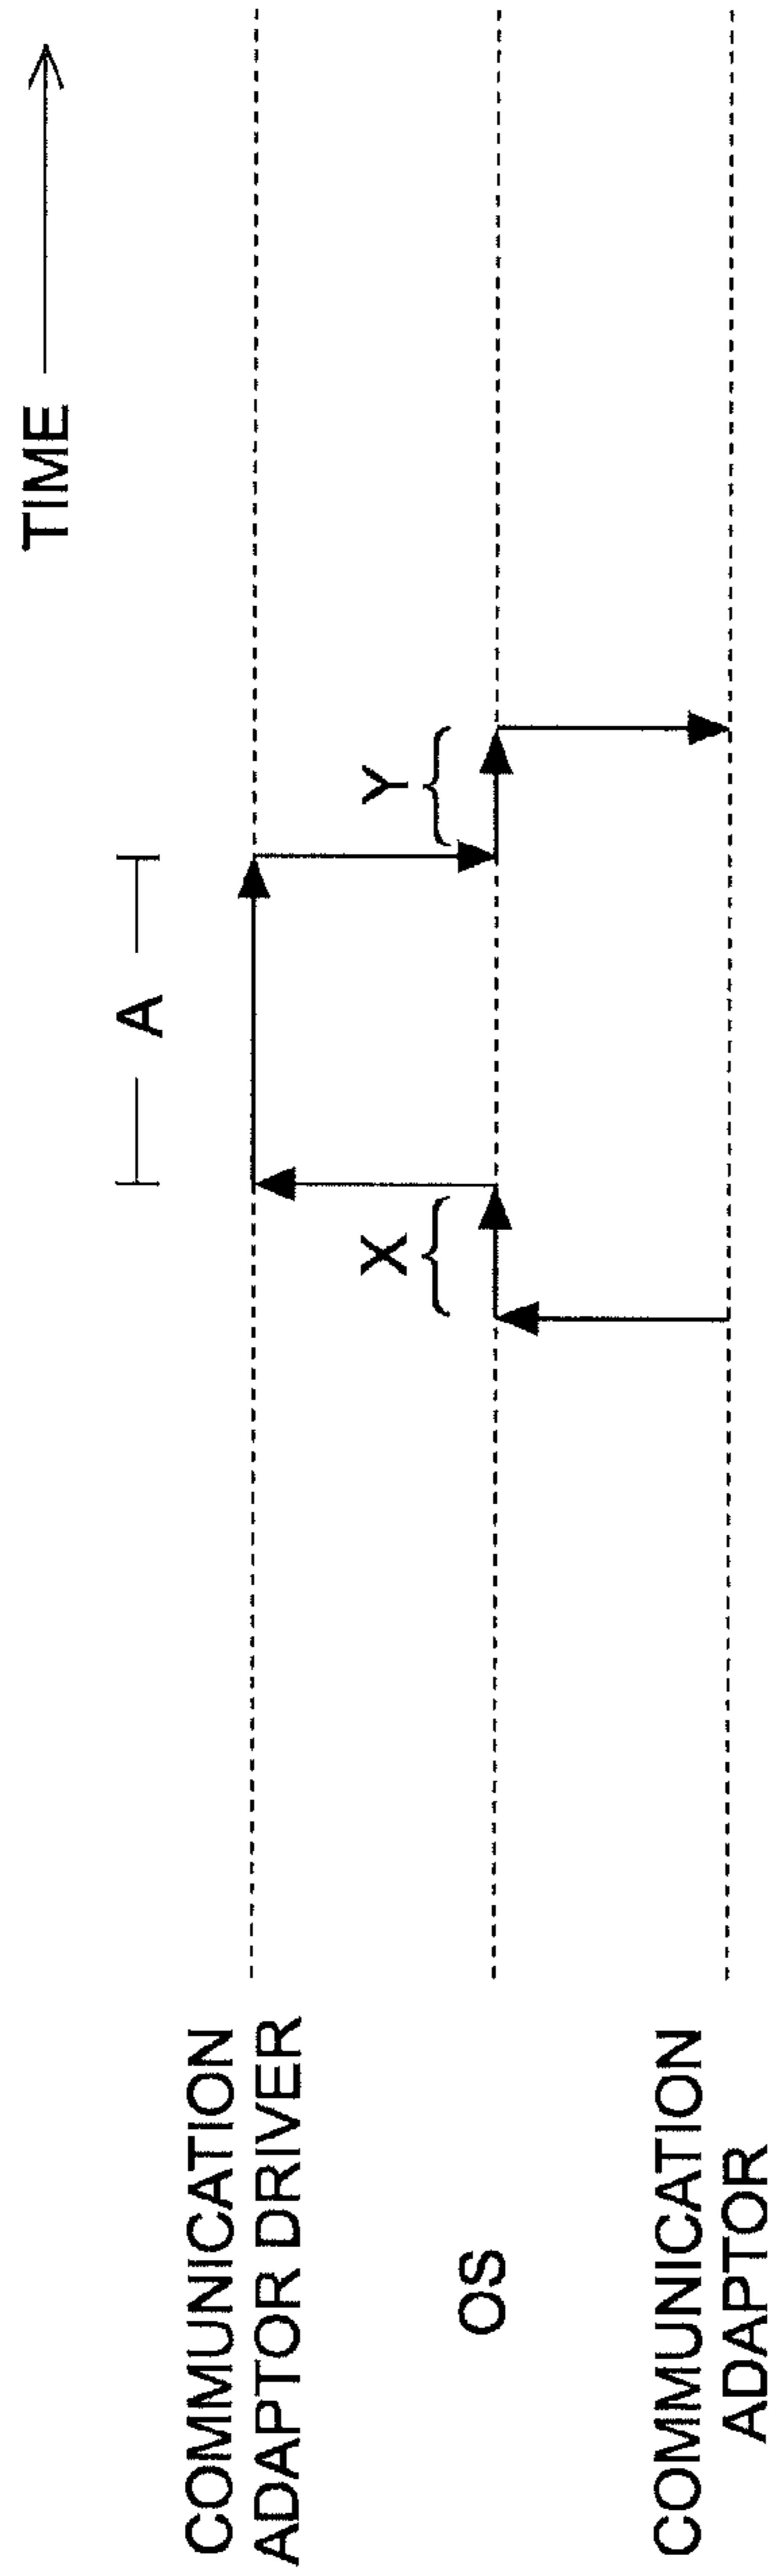 TIME
A
X
Y
COMMUNICATION
ADAPTOR DRIVER
OS
COMMUNICATION
ADAPTOR